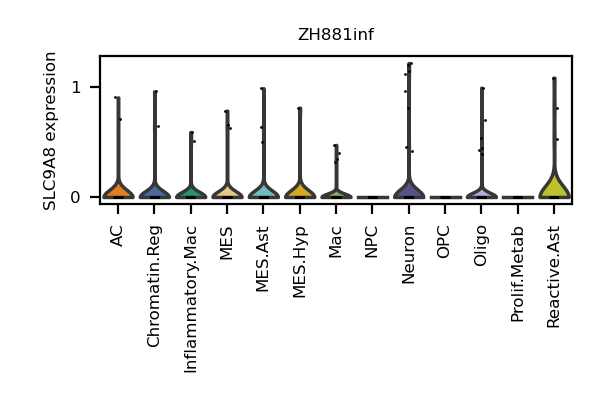 ZH881inf
SLC9A8 expression
1
0
AC
Chromatin.Reg
Inflammatory.Mac
MES
MES.Ast
MES.Hyp
Mac
NPC
Neuron
OPC
Oligo
Prolif.Metab
Reactive.Ast